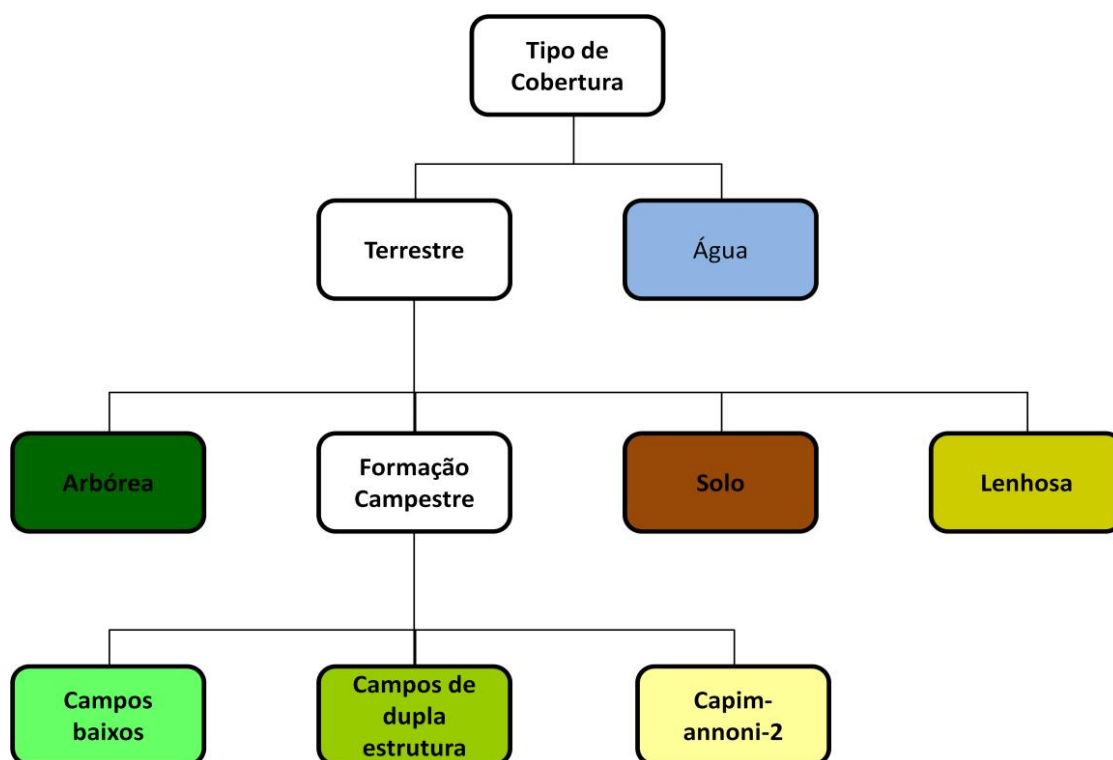 Tipo de
Cobertura
Terrestre
Água
Arbórea
Formação
Campestre
Solo
Lenhosa
Campos
baixos
Campos de
dupla
estrutura
Capim-
annoni-2